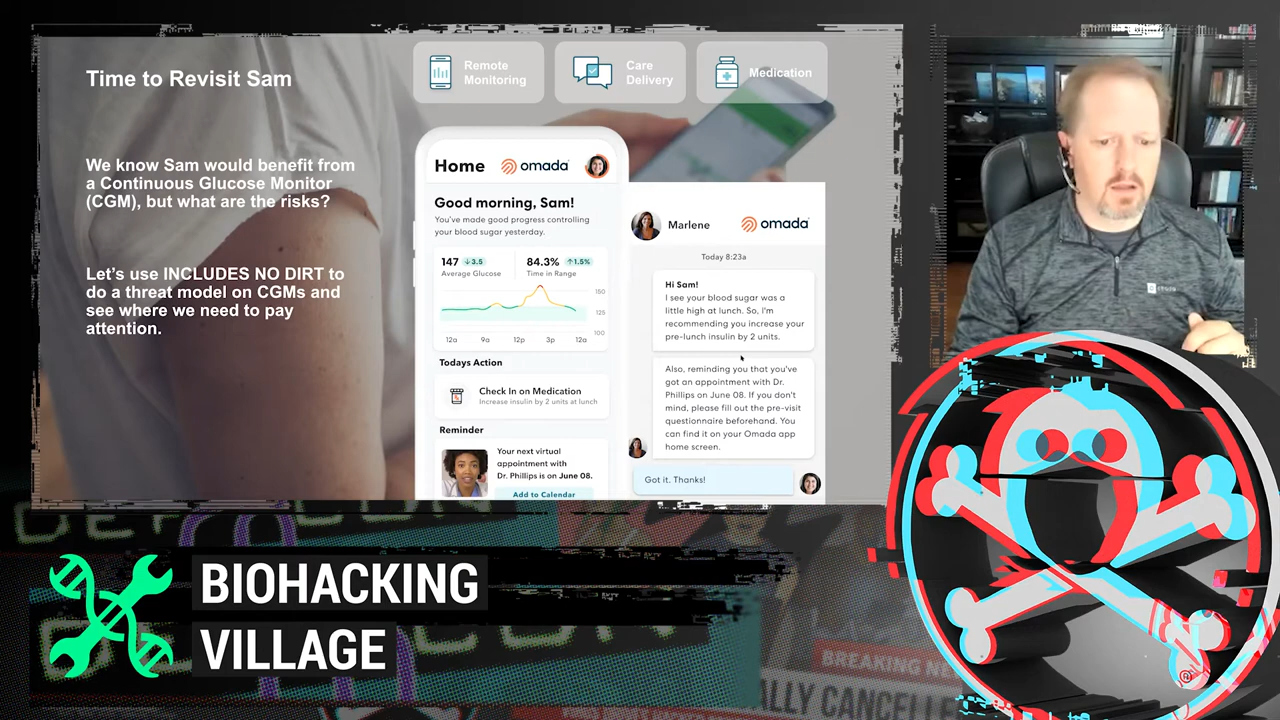 Time to Revisit Sam
We know Sam would benefit from
a Continuous Glucose Monitor
(CGM), but what are the risks?
Let's use INCLUDES NO DIRT to
do a threat model on CGMs and
see where we need to pay
attention.
Remote
Monitoring
Care
Delivery
Medication
Home
omada
Good morning, Sam!
You've made good progress controlling
your blood sugar yesterday.
147 ↓3.5
Average Glucose
84.3% ↑1.5%
Time in Range
150
125
100
12a 9a 12p 3p 12a
Todays Action
Check In on Medication
Increase insulin by 2 units at lunch
Reminder
Your next virtual
appointment with
Dr. Phillips is on June 08.
Add to Calendar
Marlene
omada
Today 8:23a
Hi Sam!
I see your blood sugar was a
little high at lunch. So, I'm
recommending you increase your
pre-lunch insulin by 2 units.
Also, reminding you that you've
got an appointment with Dr.
Phillips on June 08. If you don't
mind, please fill out the pre-visit
questionnaire beforehand. You
can find it on your Omada app
home screen.
Got it. Thanks!
BIOHACKING
VILLAGE
DEF CON
BREAKING NE
ALLY CANCELLE
®